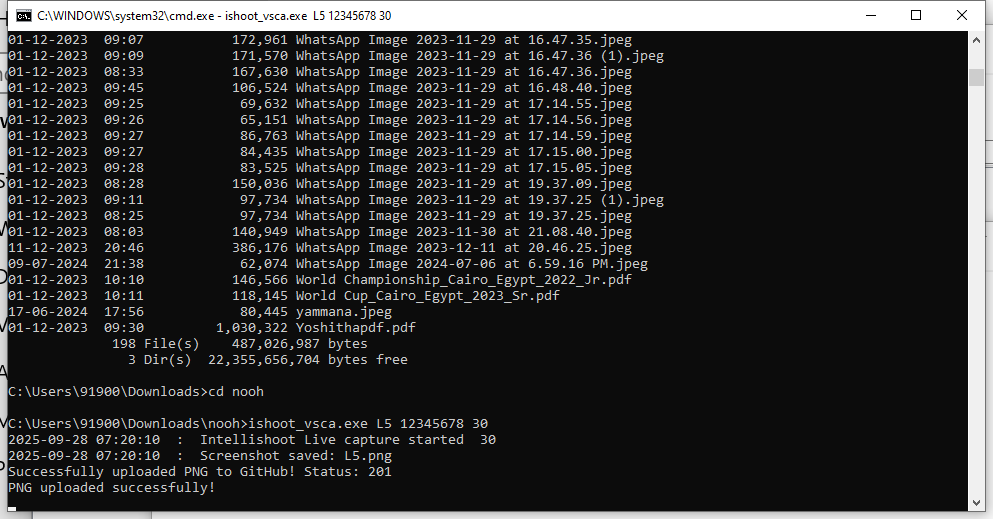 C:\WINDOWS\system32\cmd.exe - ishoot_vsca.exe L5 12345678 30
01-12-2023  09:07           172,961 WhatsApp Image 2023-11-29 at 16.47.35.jpeg
01-12-2023  09:09           171,570 WhatsApp Image 2023-11-29 at 16.47.36 (1).jpeg
01-12-2023  08:33           167,630 WhatsApp Image 2023-11-29 at 16.47.36.jpeg
01-12-2023  09:45           106,524 WhatsApp Image 2023-11-29 at 16.48.40.jpeg
01-12-2023  09:25            69,632 WhatsApp Image 2023-11-29 at 17.14.55.jpeg
01-12-2023  09:26            65,151 WhatsApp Image 2023-11-29 at 17.14.56.jpeg
01-12-2023  09:27            86,763 WhatsApp Image 2023-11-29 at 17.14.59.jpeg
01-12-2023  09:27            84,435 WhatsApp Image 2023-11-29 at 17.15.00.jpeg
01-12-2023  09:28            83,525 WhatsApp Image 2023-11-29 at 17.15.05.jpeg
01-12-2023  08:28           150,036 WhatsApp Image 2023-11-29 at 19.37.09.jpeg
01-12-2023  09:11            97,734 WhatsApp Image 2023-11-29 at 19.37.25 (1).jpeg
01-12-2023  08:25            97,734 WhatsApp Image 2023-11-29 at 19.37.25.jpeg
01-12-2023  08:03           140,949 WhatsApp Image 2023-11-30 at 21.08.40.jpeg
11-12-2023  20:46           386,176 WhatsApp Image 2023-12-11 at 20.46.25.jpeg
09-07-2024  21:38            62,074 WhatsApp Image 2024-07-06 at 6.59.16 PM.jpeg
01-12-2023  10:10           146,566 World Championship_Cairo_Egypt_2022_Jr.pdf
01-12-2023  10:11           118,145 World Cup_Cairo_Egypt_2023_Sr.pdf
17-06-2024  17:56            80,445 yammana.jpeg
01-12-2023  09:30         1,030,322 Yoshithapdf.pdf
198 File(s)    487,026,987 bytes
3 Dir(s)  22,355,656,704 bytes free
C:\Users\91900\Downloads>cd nooh
C:\Users\91900\Downloads\nooh>ishoot_vsca.exe L5 12345678 30
2025-09-28 07:20:10  :  Intellishoot Live capture started  30
2025-09-28 07:20:10  :  Screenshot saved: L5.png
Successfully uploaded PNG to GitHub! Status: 201
PNG uploaded successfully!